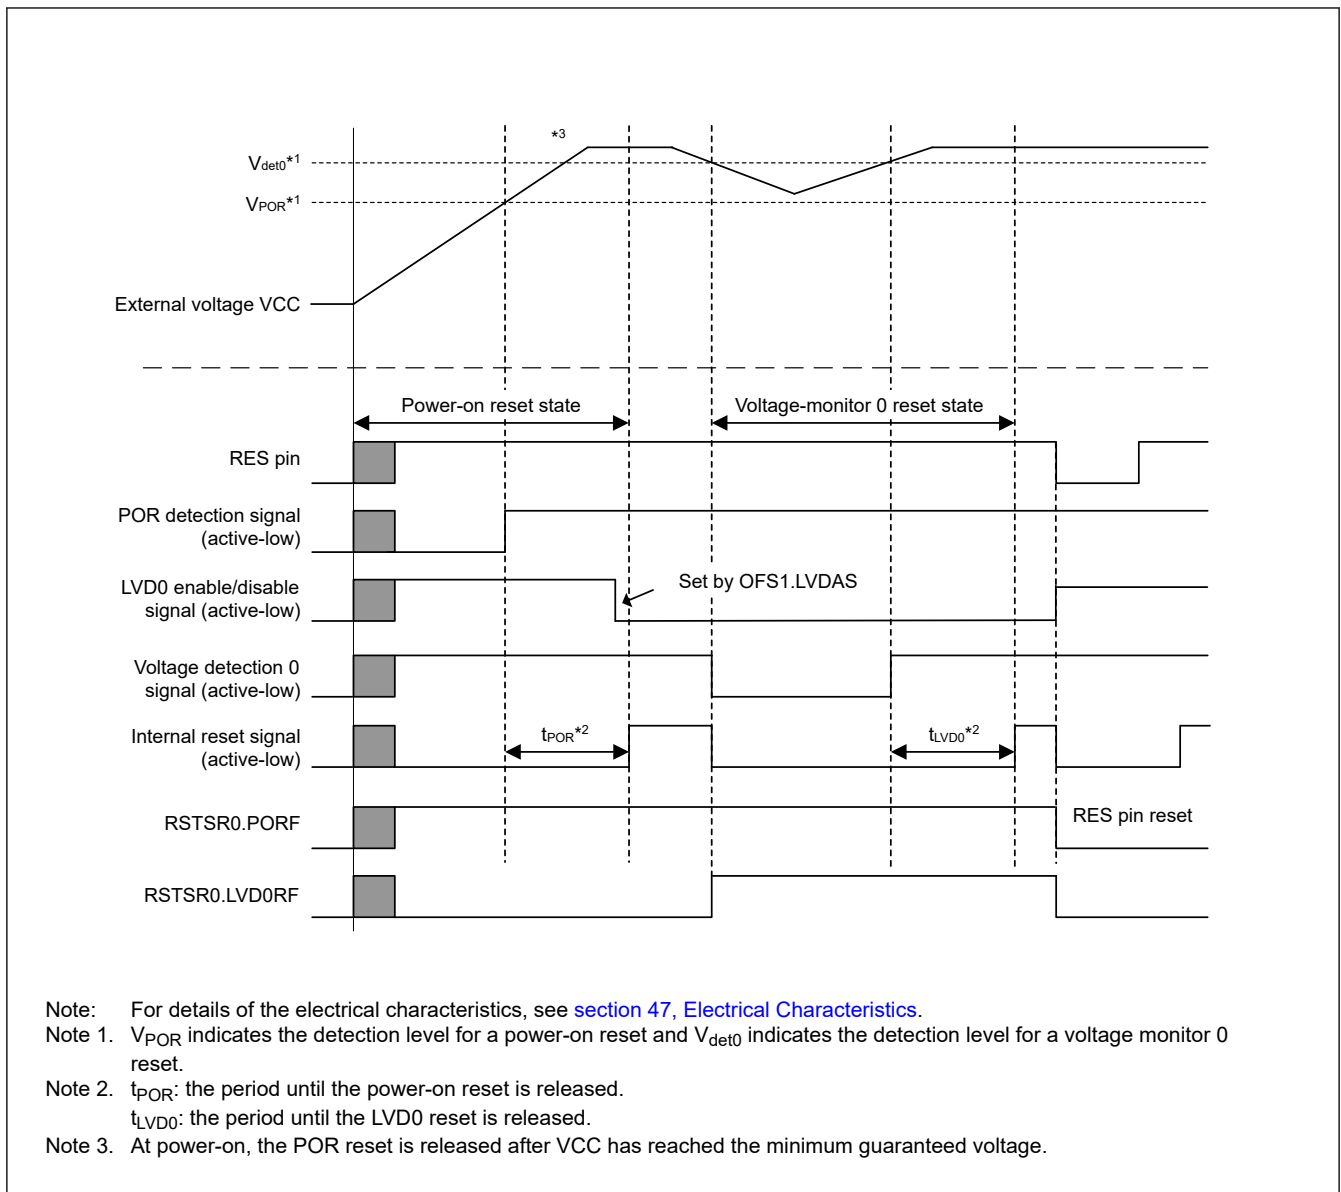 *3
Vdet0*1
VPOR*1
External voltage VCC
Power-on reset state
Voltage-monitor 0 reset state
RES pin
POR detection signal
(active-low)
LVD0 enable/disable
signal (active-low)
Set by OFS1.LVDAS
Voltage detection 0
signal (active-low)
Internal reset signal
(active-low)
tPOR*2
tLVD0*2
RSTSR0.PORF
RES pin reset
RSTSR0.LVD0RF
Note: For details of the electrical characteristics, see section 47, Electrical Characteristics.
Note 1. VPOR indicates the detection level for a power-on reset and Vdet0 indicates the detection level for a voltage monitor 0
reset.
Note 2. tPOR: the period until the power-on reset is released.
tLVD0: the period until the LVD0 reset is released.
Note 3. At power-on, the POR reset is released after VCC has reached the minimum guaranteed voltage.